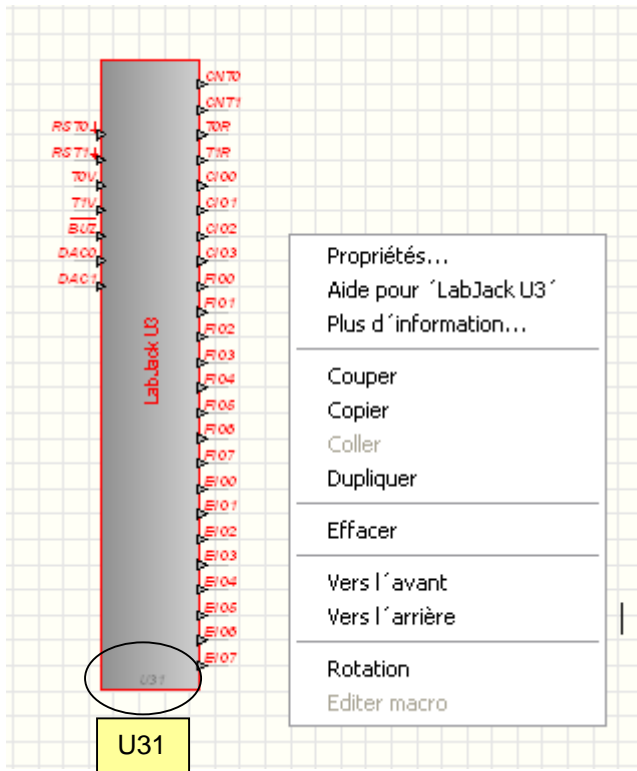 CNT0
CNT1
RST0
T0R
RST1
T1R
T0V
CIO0
T1V
CIO1
BUZ
CIO2
DAC0
CIO3
DAC1
FIO0
FIO1
FIO2
FIO3
FIO4
FIO5
FIO6
FIO7
EIO0
EIO1
EIO2
EIO3
EIO4
EIO5
EIO6
EIO7
LabJack U3
U31
U31
Propriétés...
Aide pour ´LabJack U3´
Plus d´information...
Couper
Copier
Coller
Dupliquer
Effacer
Vers l´avant
Vers l´arrière
Rotation
Editer macro